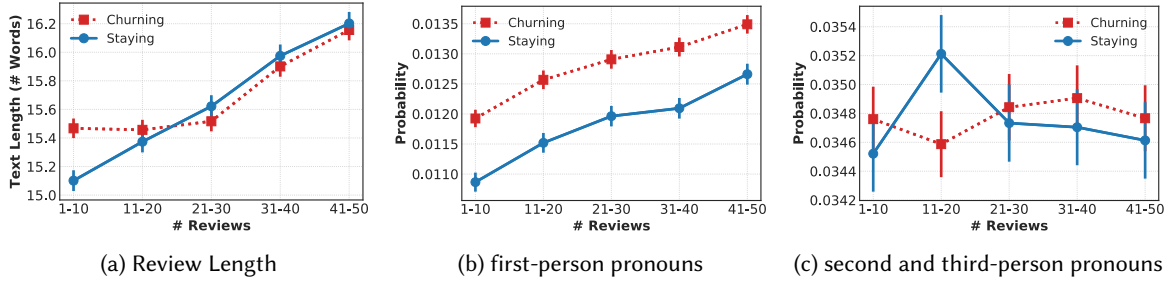 Text Length (# Words)
16.2
16.0
15.8
15.6
15.4
15.2
15.0
Churning
Staying
1-10 11-20 21-30 31-40 41-50
# Reviews
(a) Review Length
Probability
0.0135
0.0130
0.0125
0.0120
0.0115
0.0110
Churning
Staying
1-10 11-20 21-30 31-40 41-50
# Reviews
(b) first-person pronouns
Probability
0.0354
0.0352
0.0350
0.0348
0.0346
0.0344
0.0342
Churning
Staying
1-10 11-20 21-30 31-40 41-50
# Reviews
(c) second and third-person pronouns